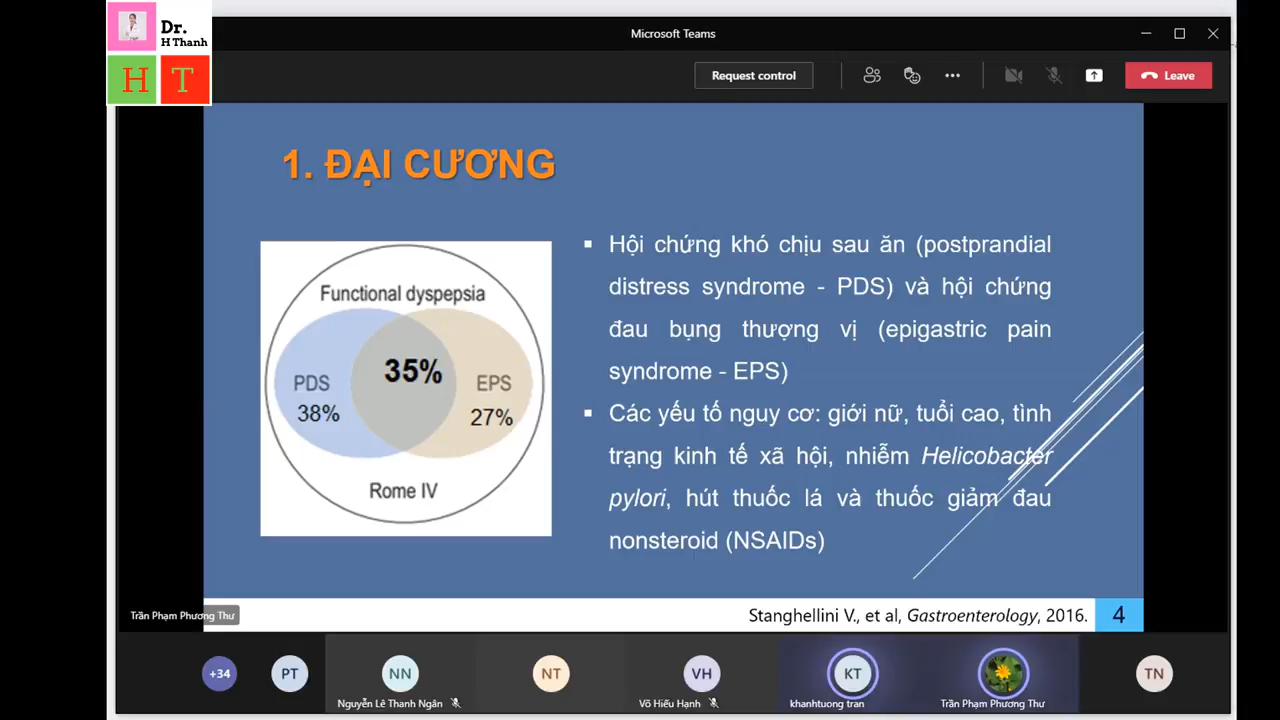 Dr.
H Thanh
H T
Microsoft Teams
Request control
Leave
1. ĐẠI CƯƠNG
Functional dyspepsia
35%
PDS
38%
EPS
27%
Rome IV
▪ Hội chứng khó chịu sau ăn (postprandial
distress syndrome - PDS) và hội chứng
đau bụng thượng vị (epigastric pain
syndrome - EPS)
▪ Các yếu tố nguy cơ: giới nữ, tuổi cao, tình
trạng kinh tế xã hội, nhiễm Helicobacter
pylori, hút thuốc lá và thuốc giảm đau
nonsteroid (NSAIDs)
Trần Phạm Phương Thư
Stanghellini V., et al, Gastroenterology, 2016.
4
+34
PT
NN
Nguyễn Lê Thanh Ngân
NT
VH
Võ Hiếu Hạnh
KT
khanhtuong tran
Trần Phạm Phương Thư
TN